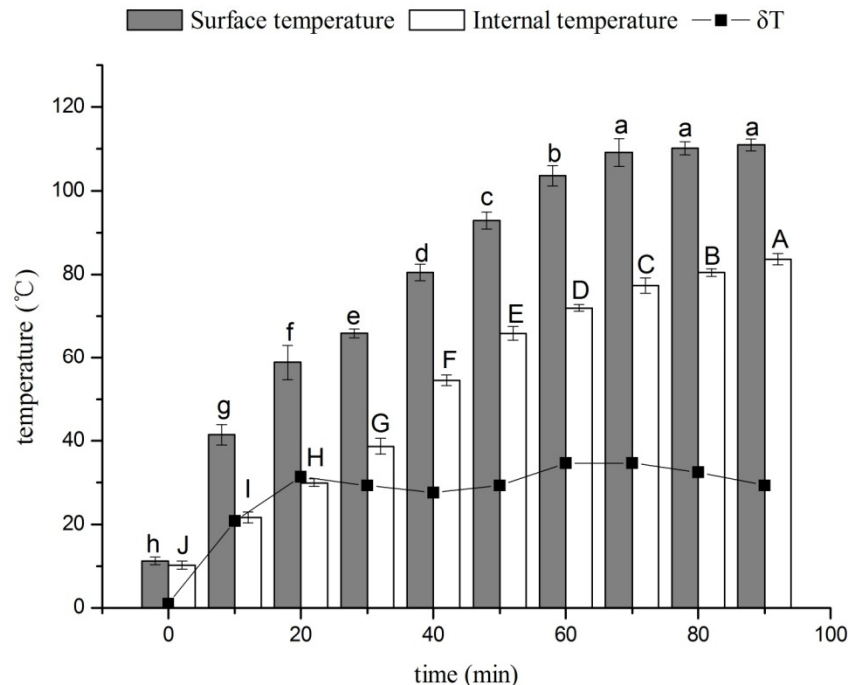 Surface temperature Internal temperature δT
120
100
80
60
40
20
0
temperature (℃)
h J g I f H e G d F c E b D a C a B a A
0 20 40 60 80 100
time (min)